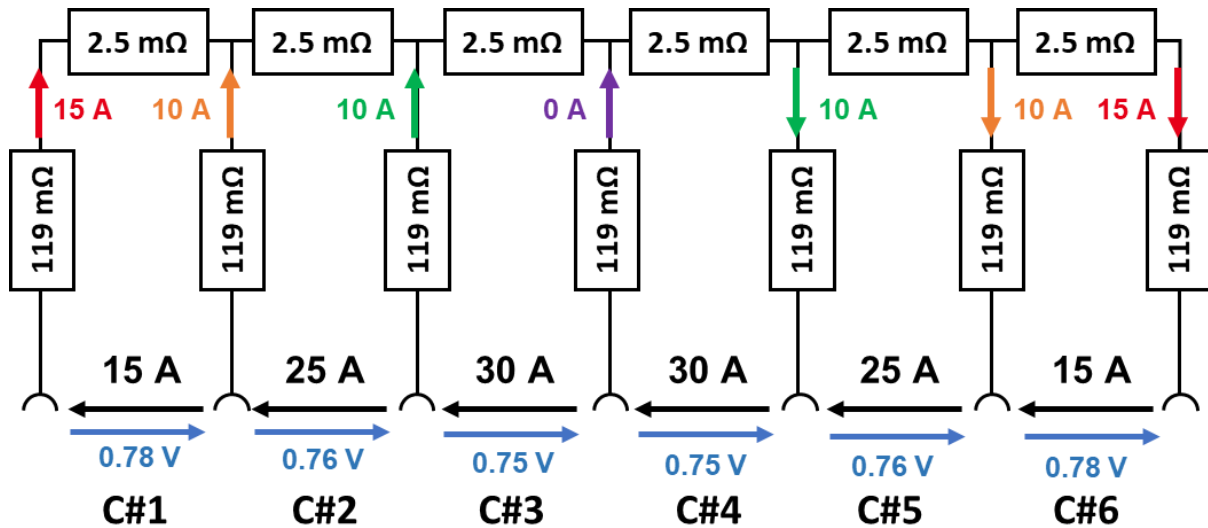 2.5 mΩ 2.5 mΩ 2.5 mΩ 2.5 mΩ 2.5 mΩ 2.5 mΩ
15 A 10 A 10 A 0 A 10 A 10 A 15 A
119 mΩ 119 mΩ 119 mΩ 119 mΩ 119 mΩ 119 mΩ 119 mΩ
15 A 25 A 30 A 30 A 25 A 15 A
0.78 V 0.76 V 0.75 V 0.75 V 0.76 V 0.78 V
C#1 C#2 C#3 C#4 C#5 C#6